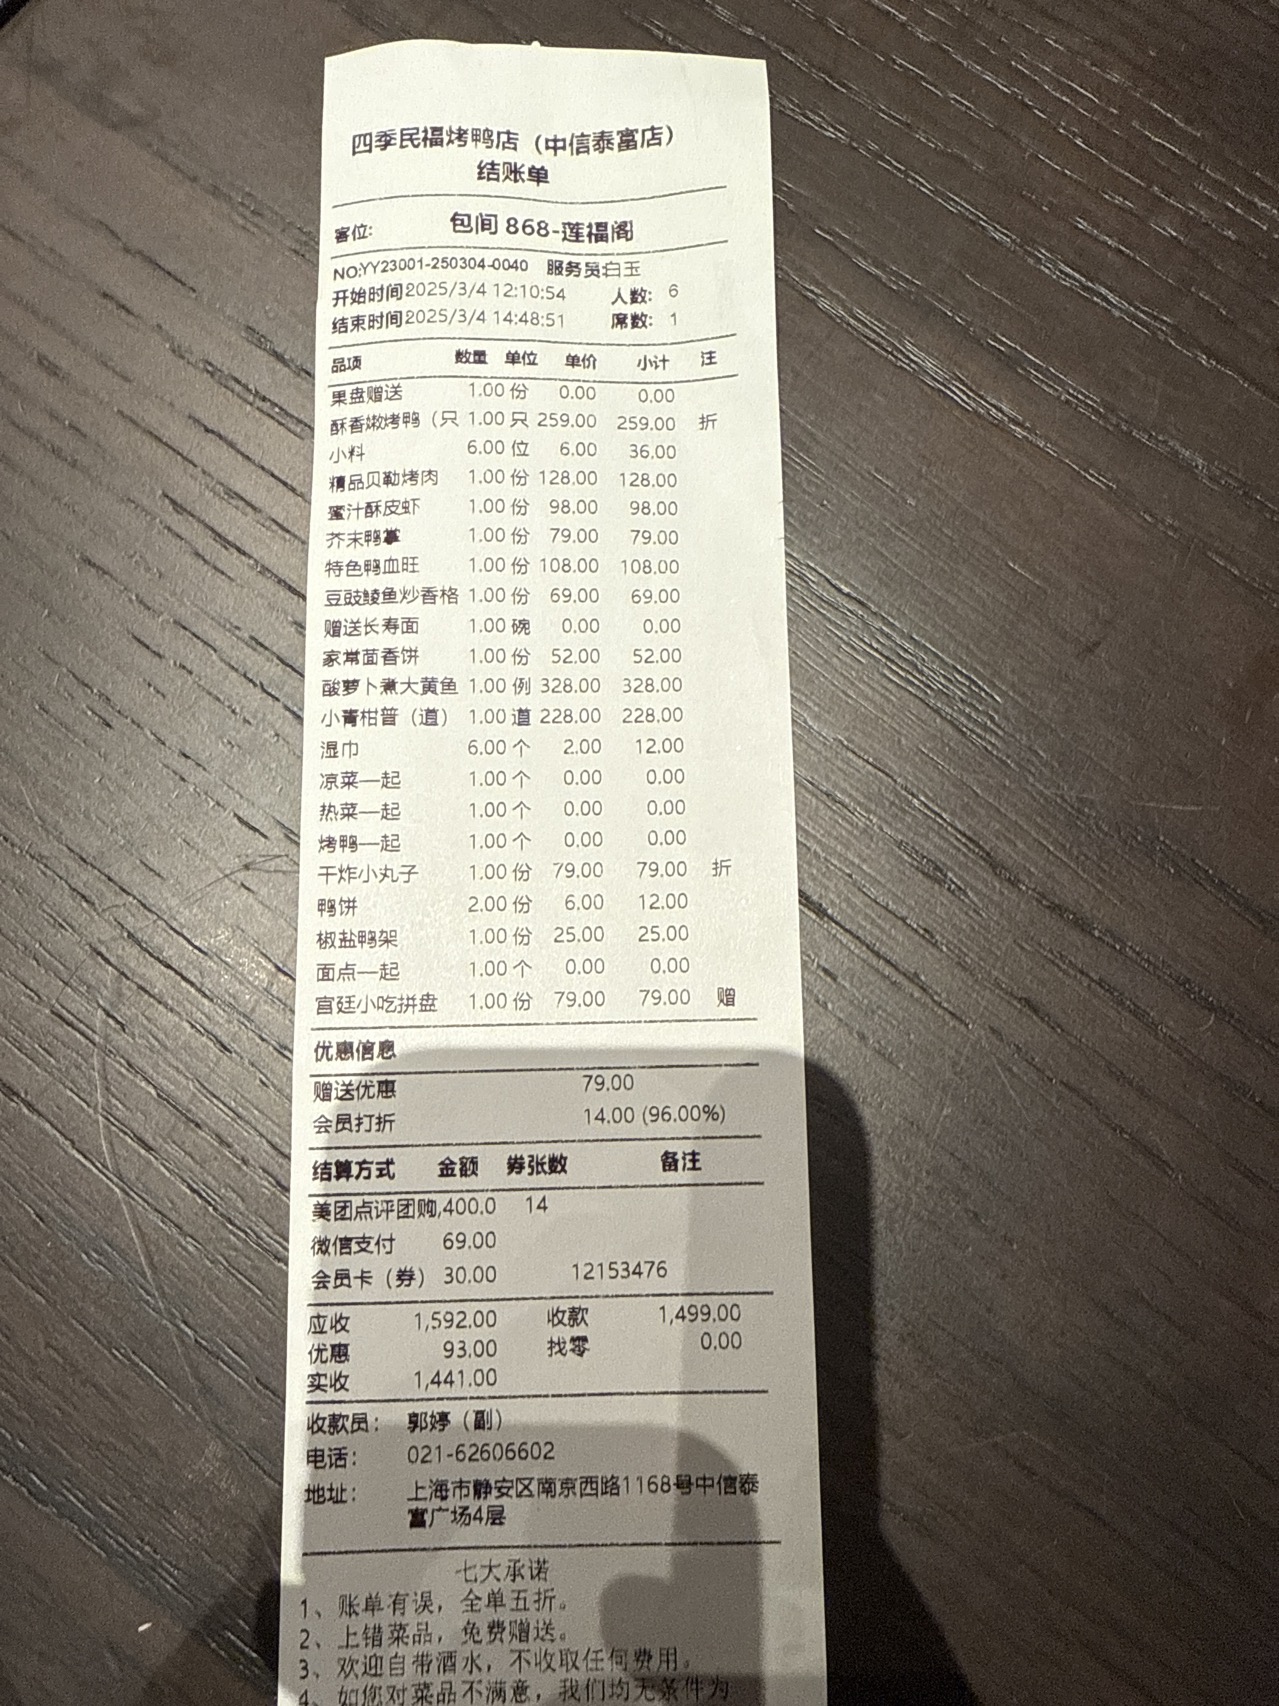 四季民福烤鸭店（中信泰富店）
结账单
客位: 包间 868-莲福阁
NO:YY23001-250304-0040 服务员:白玉
开始时间2025/3/4 12:10:54 人数: 6
结束时间2025/3/4 14:48:51 席数: 1
品项 数量 单位 单价 小计 注
果盘赠送 1.00 份 0.00 0.00
酥香嫩烤鸭（只 1.00 只 259.00 259.00 折
小料 6.00 位 6.00 36.00
精品贝勒烤肉 1.00 份 128.00 128.00
蜜汁酥皮虾 1.00 份 98.00 98.00
芥末鸭掌 1.00 份 79.00 79.00
特色鸭血旺 1.00 份 108.00 108.00
豆豉鲮鱼炒香格 1.00 份 69.00 69.00
赠送长寿面 1.00 碗 0.00 0.00
家常茴香饼 1.00 份 52.00 52.00
酸萝卜煮大黄鱼 1.00 例 328.00 328.00
小青柑普（道） 1.00 道 228.00 228.00
湿巾 6.00 个 2.00 12.00
凉菜一起 1.00 个 0.00 0.00
热菜一起 1.00 个 0.00 0.00
烤鸭一起 1.00 个 0.00 0.00
干炸小丸子 1.00 份 79.00 79.00 折
鸭饼 2.00 份 6.00 12.00
椒盐鸭架 1.00 份 25.00 25.00
面点一起 1.00 个 0.00 0.00
宫廷小吃拼盘 1.00 份 79.00 79.00 赠
优惠信息
赠送优惠 79.00
会员打折 14.00 (96.00%)
结算方式 金额 券张数 备注
美团点评团购,400.0 14
微信支付 69.00
会员卡（券） 30.00 12153476
应收 1,592.00 收款 1,499.00
优惠 93.00 找零 0.00
实收 1,441.00
收款员: 郭婷（副）
电话: 021-62606602
地址: 上海市静安区南京西路1168号中信泰
富广场4层
七大承诺
1、账单有误，全单五折。
2、上错菜品，免费赠送。
3、欢迎自带酒水，不收取任何费用。
4、如您对菜品不满意，我们均无条件为